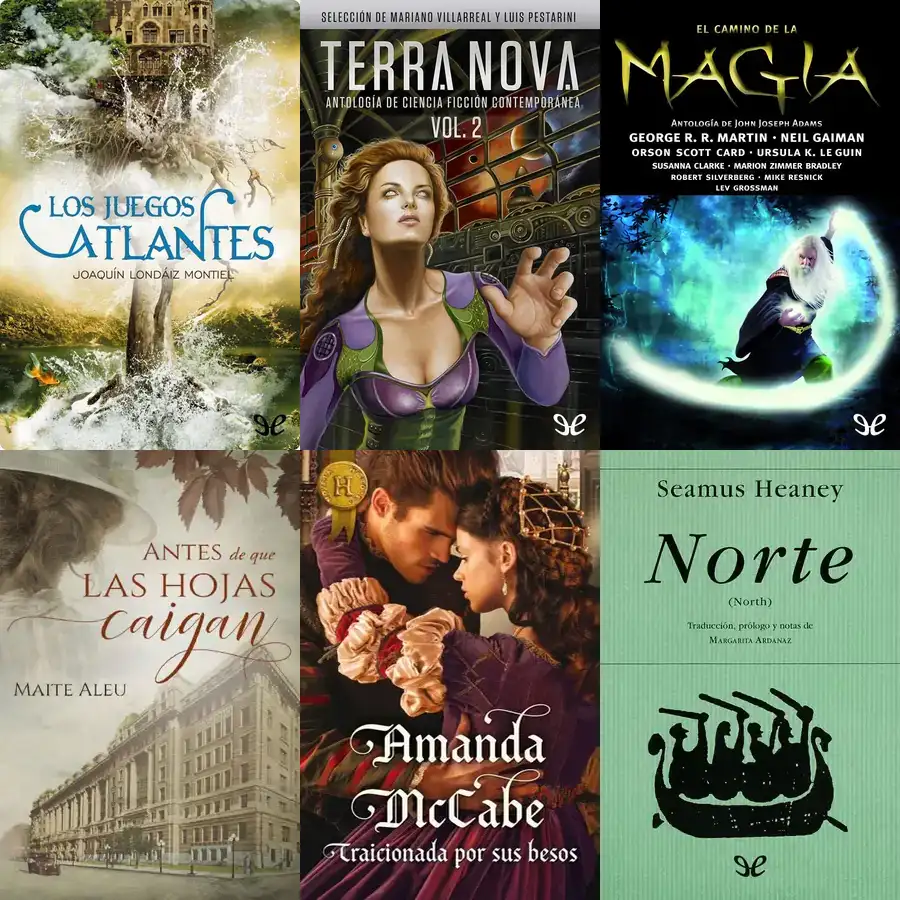 LOS JUEGOS
ATLANTES
JOAQUÍN LONDÁIZ MONTIEL
SELECCIÓN DE MARIANO VILLARREAL Y LUIS PESTARINI
TERRA NOVA
ANTOLOGÍA DE CIENCIA FICCIÓN CONTEMPORÁNEA
VOL. 2
EL CAMINO DE LA
MAGIA
ANTOLOGÍA DE JOHN JOSEPH ADAMS
GEORGE R. R. MARTIN • NEIL GAIMAN
ORSON SCOTT CARD • URSULA K. LE GUIN
SUSANNA CLARKE • MARION ZIMMER BRADLEY
ROBERT SILVERBERG • MIKE RESNICK
LEV GROSSMAN
ANTES de que
LAS HOJAS
caigan
MAITE ALEU
H
Amanda
McCabe
Traicionada por sus besos
Seamus Heaney
Norte
(North)
Traducción, prólogo y notas de
MARGARITA ARDANAZ